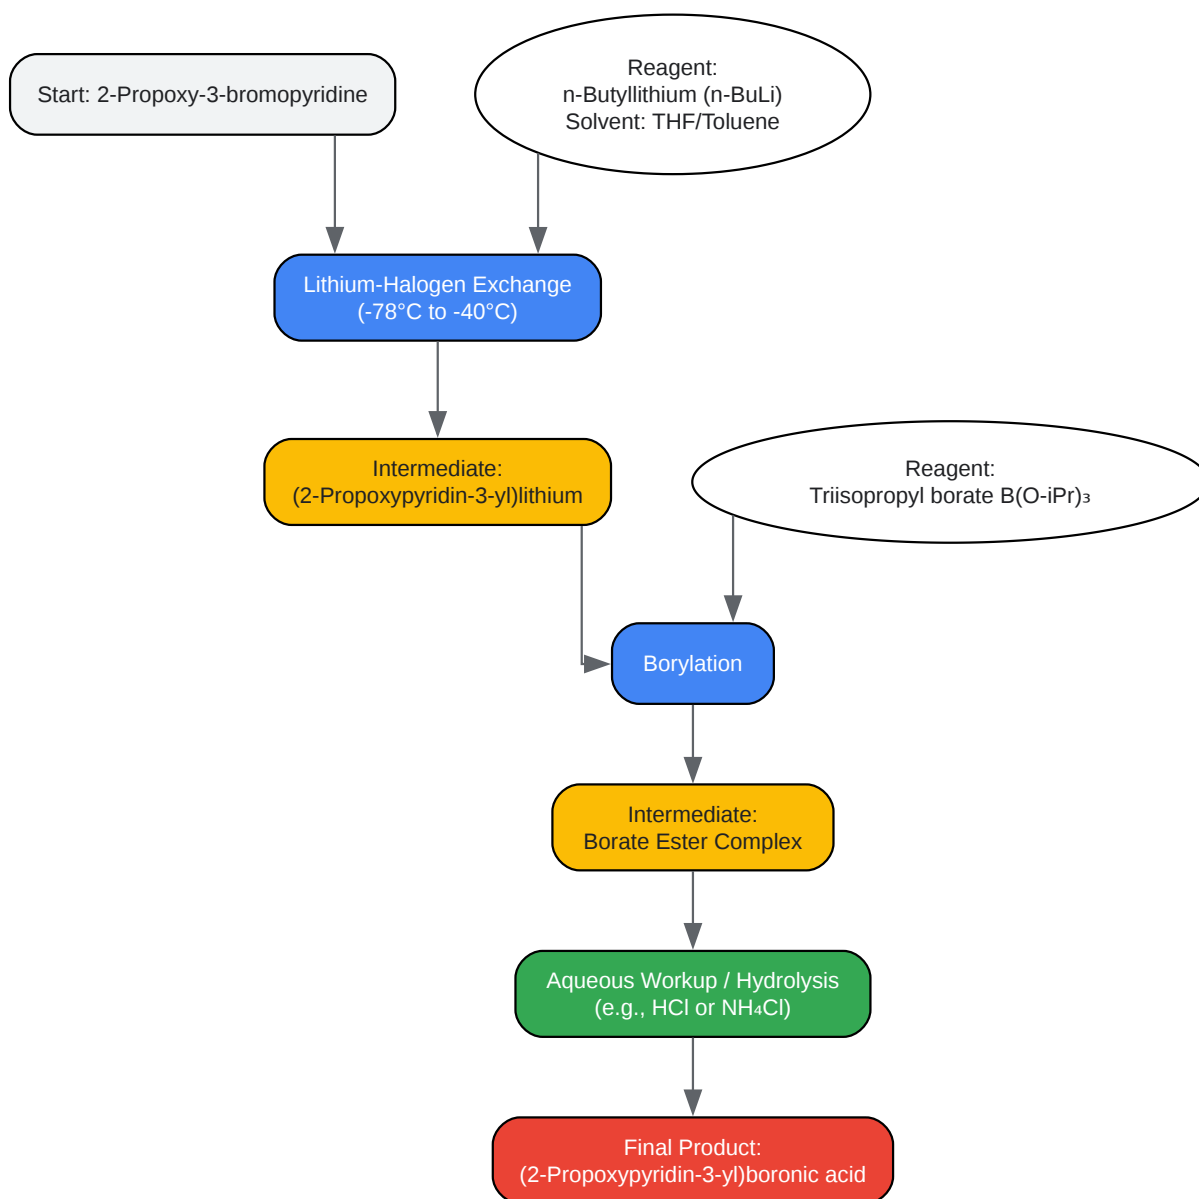 Start: 2-Propoxy-3-bromopyridine
Reagent:
n-Butyllithium (n-BuLi)
Solvent: THF/Toluene
Lithium-Halogen Exchange
(-78°C to -40°C)
Intermediate:
(2-Propoxypyridin-3-yl)lithium
Reagent:
Triisopropyl borate B(O-iPr)₃
Borylation
Intermediate:
Borate Ester Complex
Aqueous Workup / Hydrolysis
(e.g., HCl or NH₄Cl)
Final Product:
(2-Propoxypyridin-3-yl)boronic acid